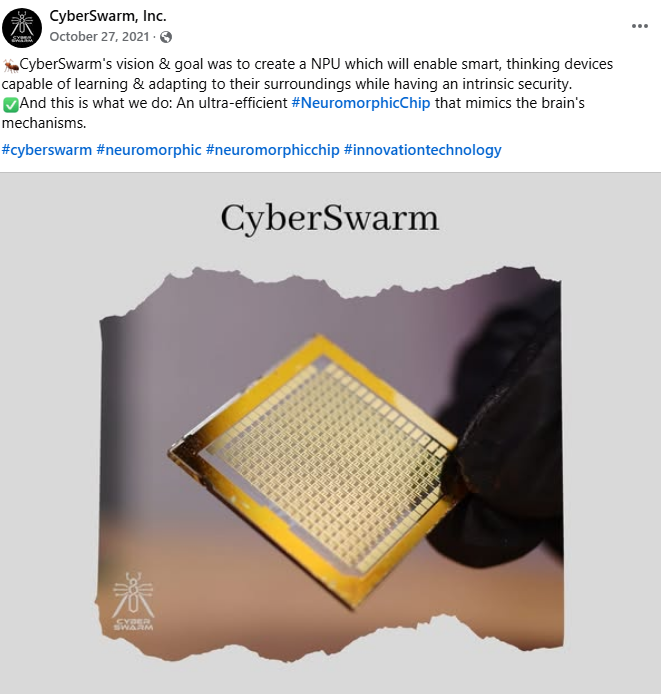 CyberSwarm, Inc.
October 27, 2021 ·
🐜CyberSwarm's vision & goal was to create a NPU which will enable smart, thinking devices
capable of learning & adapting to their surroundings while having an intrinsic security.
✅And this is what we do: An ultra-efficient #NeuromorphicChip that mimics the brain's
mechanisms.
#cyberswarm #neuromorphic #neuromorphicchip #innovationtechnology
CyberSwarm
CYBER
SWARM